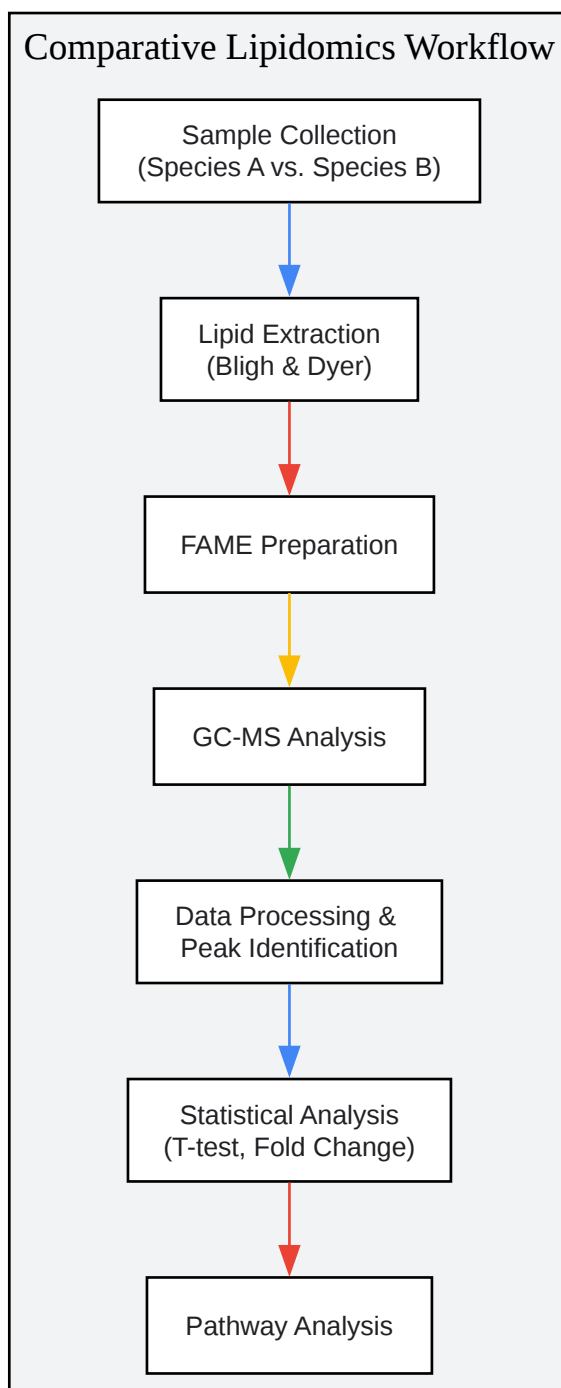 Comparative Lipidomics Workflow
Sample Collection
(Species A vs. Species B)
Lipid Extraction
(Bligh & Dyer)
FAME Preparation
GC-MS Analysis
Data Processing &
Peak Identification
Statistical Analysis
(T-test, Fold Change)
Pathway Analysis